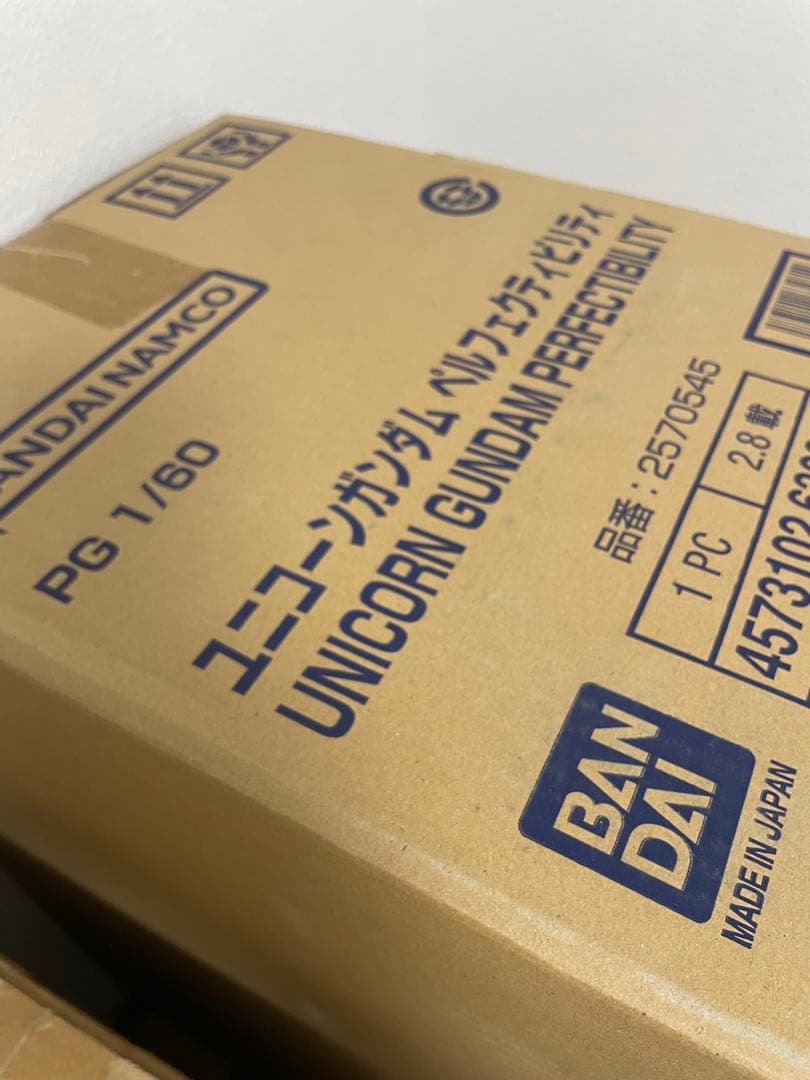 BANDAI NAMCO
PG 1/60
ユニコーンガンダム ペルフェクティビリティ
UNICORN GUNDAM PERFECTIBILITY
品番：2570545
1 PC
2.8 載
4573102
BAN
DAI
MADE IN JAPAN